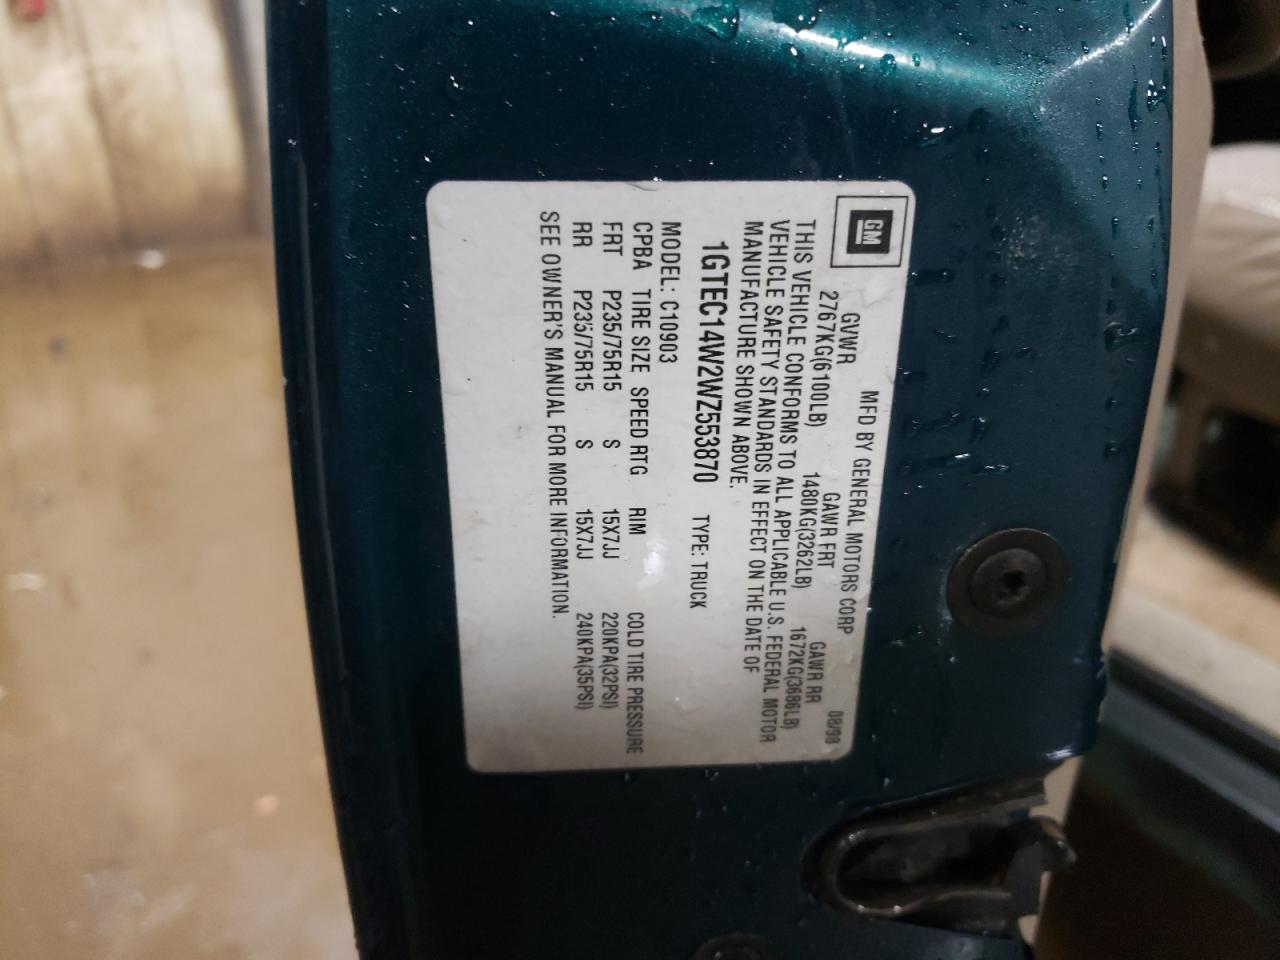 GM
MFD BY GENERAL MOTORS CORP 08/98
GVWR GAWR FRT GAWR RR
2767KG(6100LB) 1480KG(3262LB) 1672KG(3686LB)
THIS VEHICLE CONFORMS TO ALL APPLICABLE U.S. FEDERAL MOTOR
VEHICLE SAFETY STANDARDS IN EFFECT ON THE DATE OF
MANUFACTURE SHOWN ABOVE.
1GTEC14W2WZ553870 TYPE: TRUCK
MODEL: C10903
CPBA TIRE SIZE SPEED RTG RIM COLD TIRE PRESSURE
FRT P235/75R15 S 15X7JJ 220KPA(32PSI)
RR P235/75R15 S 15X7JJ 240KPA(35PSI)
SEE OWNER'S MANUAL FOR MORE INFORMATION.